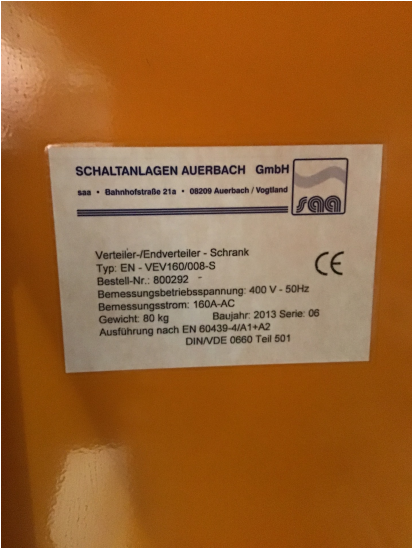 SCHALTANLAGEN AUERBACH GmbH
saa • Bahnhofstraße 21a • 08209 Auerbach / Vogtland
saa
Verteiler-/Endverteiler - Schrank
Typ: EN - VEV160/008-S
Bestell-Nr.: 800292
Bemessungsbetriebsspannung: 400 V - 50Hz
Bemessungsstrom: 160A-AC
Gewicht: 80 kg Baujahr: 2013 Serie: 06
Ausführung nach EN 60439-4/A1+A2
DIN/VDE 0660 Teil 501
CE